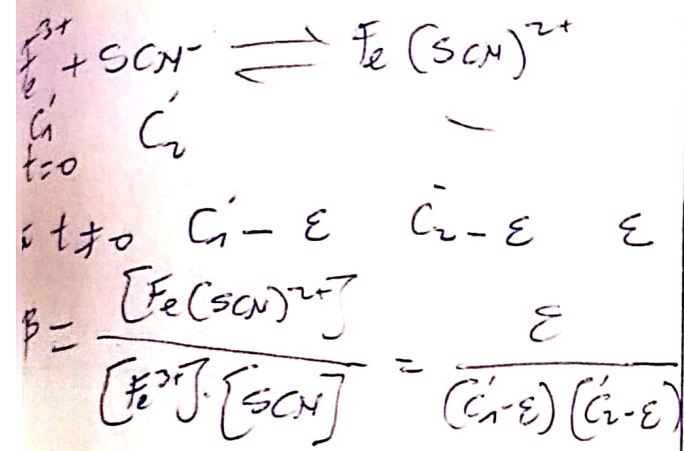 Fe³⁺ + SCN⁻ ⇌ Fe(SCN)²⁺
C₁' C₂' —
t=0
t≠0 C₁'-ε C₂'-ε ε
β = [Fe(SCN)²⁺] / [Fe³⁺]·[SCN] = ε / (C₁'-ε)(C₂'-ε)